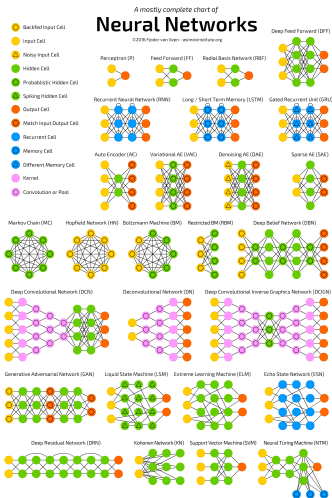 A mostly complete chart of
Neural Networks
©2016 Fjodor van Veen - asimovinstitute.org
Backfed Input Cell
Input Cell
Noisy Input Cell
Hidden Cell
Probablistic Hidden Cell
Spiking Hidden Cell
Output Cell
Match Input Output Cell
Recurrent Cell
Memory Cell
Different Memory Cell
Kernel
Convolution or Pool
Deep Feed Forward (DFF)
Perceptron (P) Feed Forward (FF) Radial Basis Network (RBF)
Recurrent Neural Network (RNN) Long / Short Term Memory (LSTM) Gated Recurrent Unit (GRU)
Auto Encoder (AE) Variational AE (VAE) Denoising AE (DAE) Sparse AE (SAE)
Markov Chain (MC) Hopfield Network (HN) Boltzmann Machine (BM) Restricted BM (RBM) Deep Belief Network (DBN)
Deep Convolutional Network (DCN) Deconvolutional Network (DN) Deep Convolutional Inverse Graphics Network (DCIGN)
Generative Adversarial Network (GAN) Liquid State Machine (LSM) Extreme Learning Machine (ELM) Echo State Network (ESN)
Deep Residual Network (DRN) Kohonen Network (KN) Support Vector Machine (SVM) Neural Turing Machine (NTM)